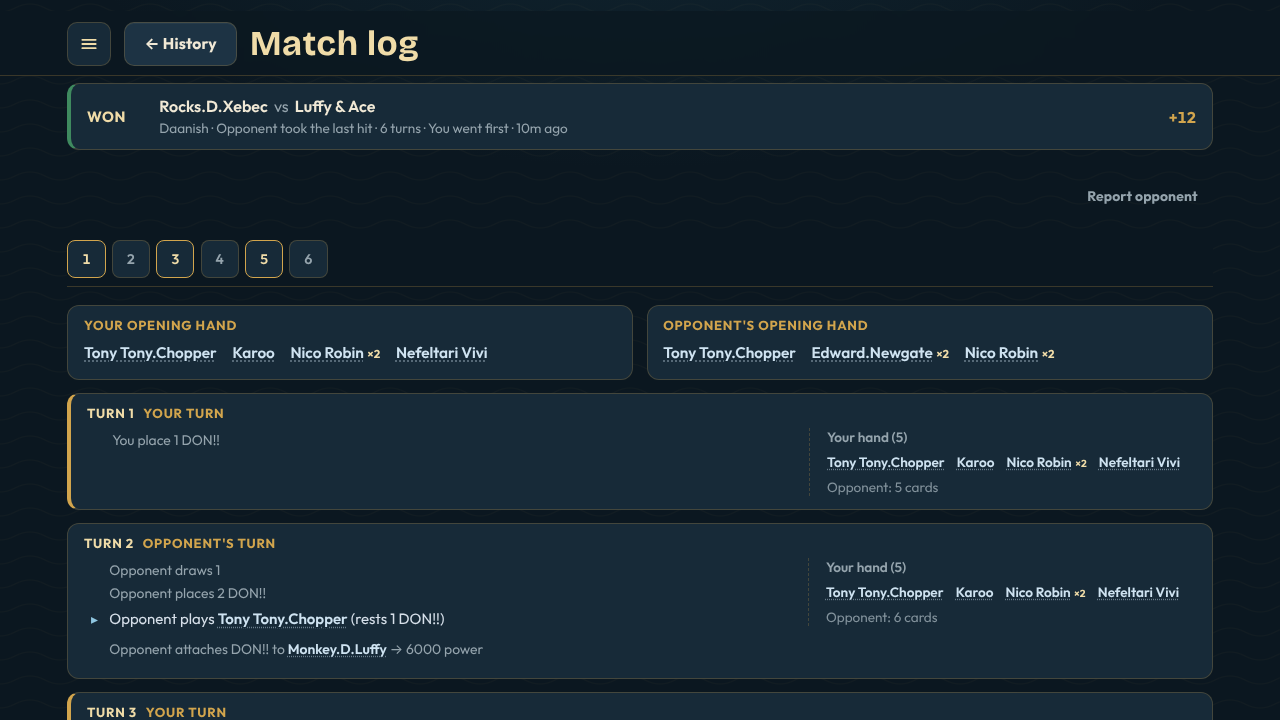 ← History
Match log
WON
Rocks.D.Xebec vs Luffy & Ace
Daanish · Opponent took the last hit · 6 turns · You went first · 10m ago
+12
Report opponent
1 2 3 4 5 6
YOUR OPENING HAND
Tony Tony.Chopper Karoo Nico Robin ×2 Nefeltari Vivi
OPPONENT'S OPENING HAND
Tony Tony.Chopper Edward.Newgate ×2 Nico Robin ×2
TURN 1 YOUR TURN
You place 1 DON!!
Your hand (5)
Tony Tony.Chopper Karoo Nico Robin ×2 Nefeltari Vivi
Opponent: 5 cards
TURN 2 OPPONENT'S TURN
Opponent draws 1
Opponent places 2 DON!!
▸ Opponent plays Tony Tony.Chopper (rests 1 DON!!)
Opponent attaches DON!! to Monkey.D.Luffy → 6000 power
Your hand (5)
Tony Tony.Chopper Karoo Nico Robin ×2 Nefeltari Vivi
Opponent: 6 cards
TURN 3 YOUR TURN